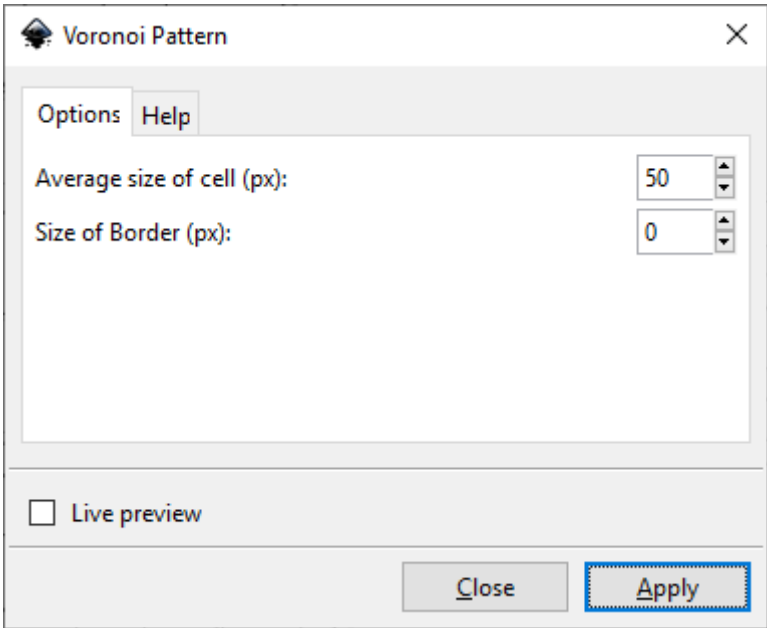 Voronoi Pattern
Options Help
Average size of cell (px): 50
Size of Border (px): 0
Live preview
Close Apply